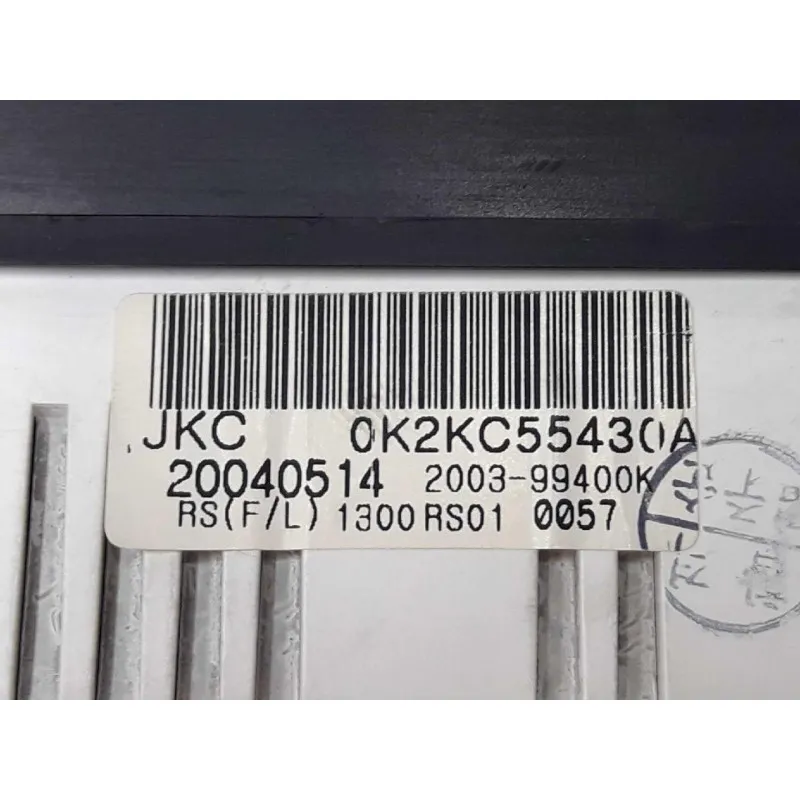 JKC 0K2KC55430A
20040514 2003-99400K
RS(F/L) 1300 RS01 0057